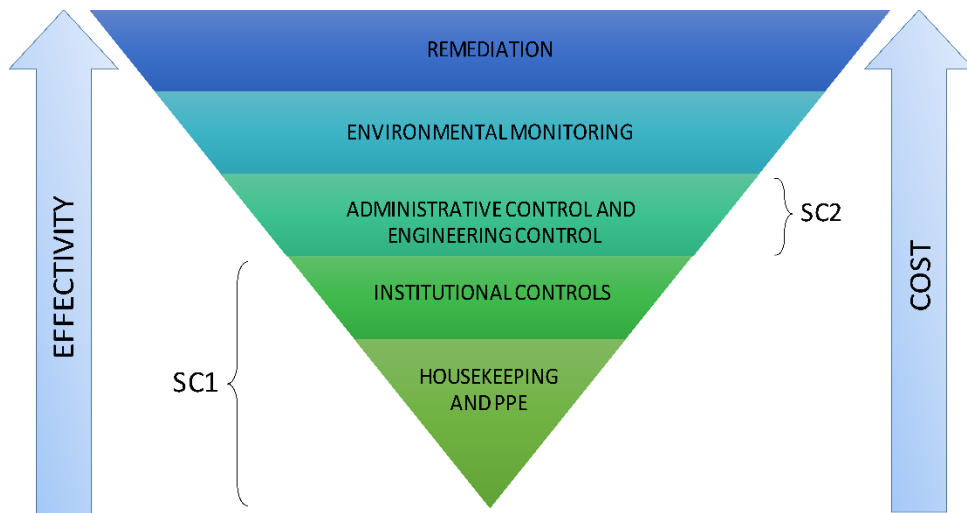 REMEDIATION
ENVIRONMENTAL MONITORING
ADMINISTRATIVE CONTROL AND
ENGINEERING CONTROL
SC2
INSTITUTIONAL CONTROLS
SC1
HOUSEKEEPING
AND PPE
EFFECTIVITY
COST